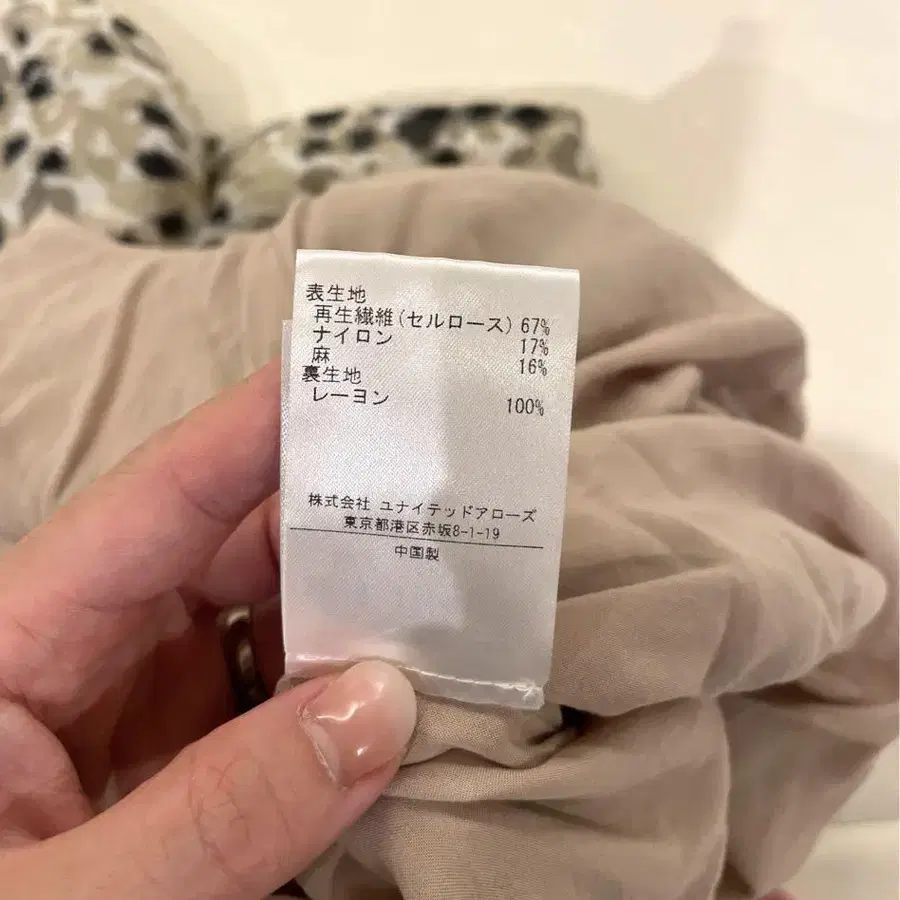 表生地
再生繊維(セルロース) 67%
ナイロン 17%
麻 16%
裏生地
レーヨン 100%
株式会社 ユナイテッドアローズ
東京都港区赤坂8-1-19
中国製